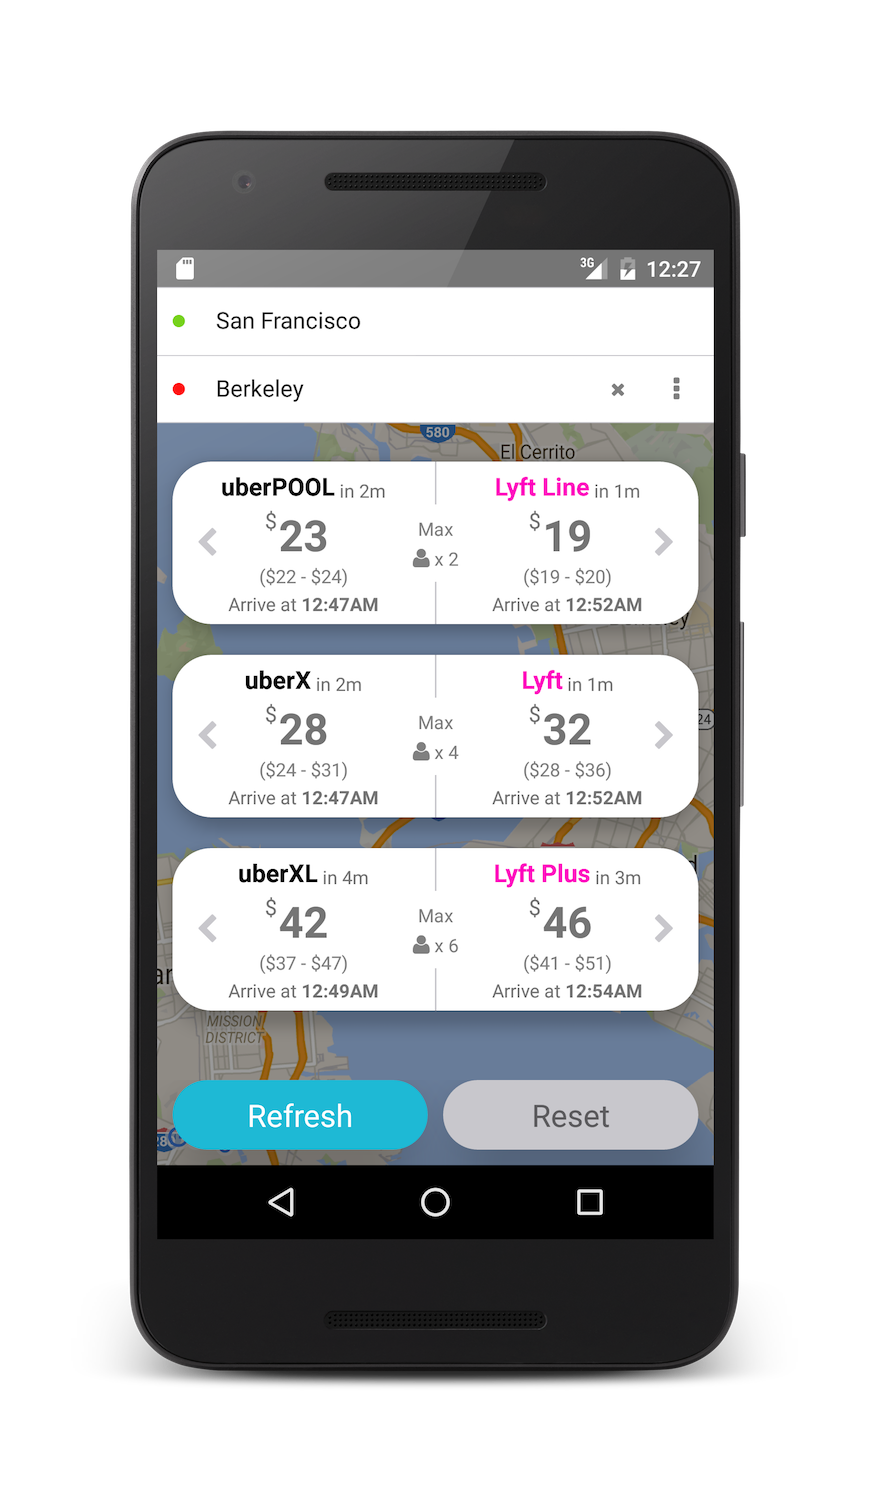 3G 12:27
San Francisco
Berkeley
580
El Cerrito
uberPOOL in 2m
$23
($22 - $24)
Arrive at 12:47AM
Max
x 2
Lyft Line in 1m
$19
($19 - $20)
Arrive at 12:52AM
uberX in 2m
$28
($24 - $31)
Arrive at 12:47AM
Max
x 4
Lyft in 1m
$32
($28 - $36)
Arrive at 12:52AM
24
uberXL in 4m
$42
($37 - $47)
Arrive at 12:49AM
Max
x 6
Lyft Plus in 3m
$46
($41 - $51)
Arrive at 12:54AM
MISSION
DISTRICT
Refresh
Reset